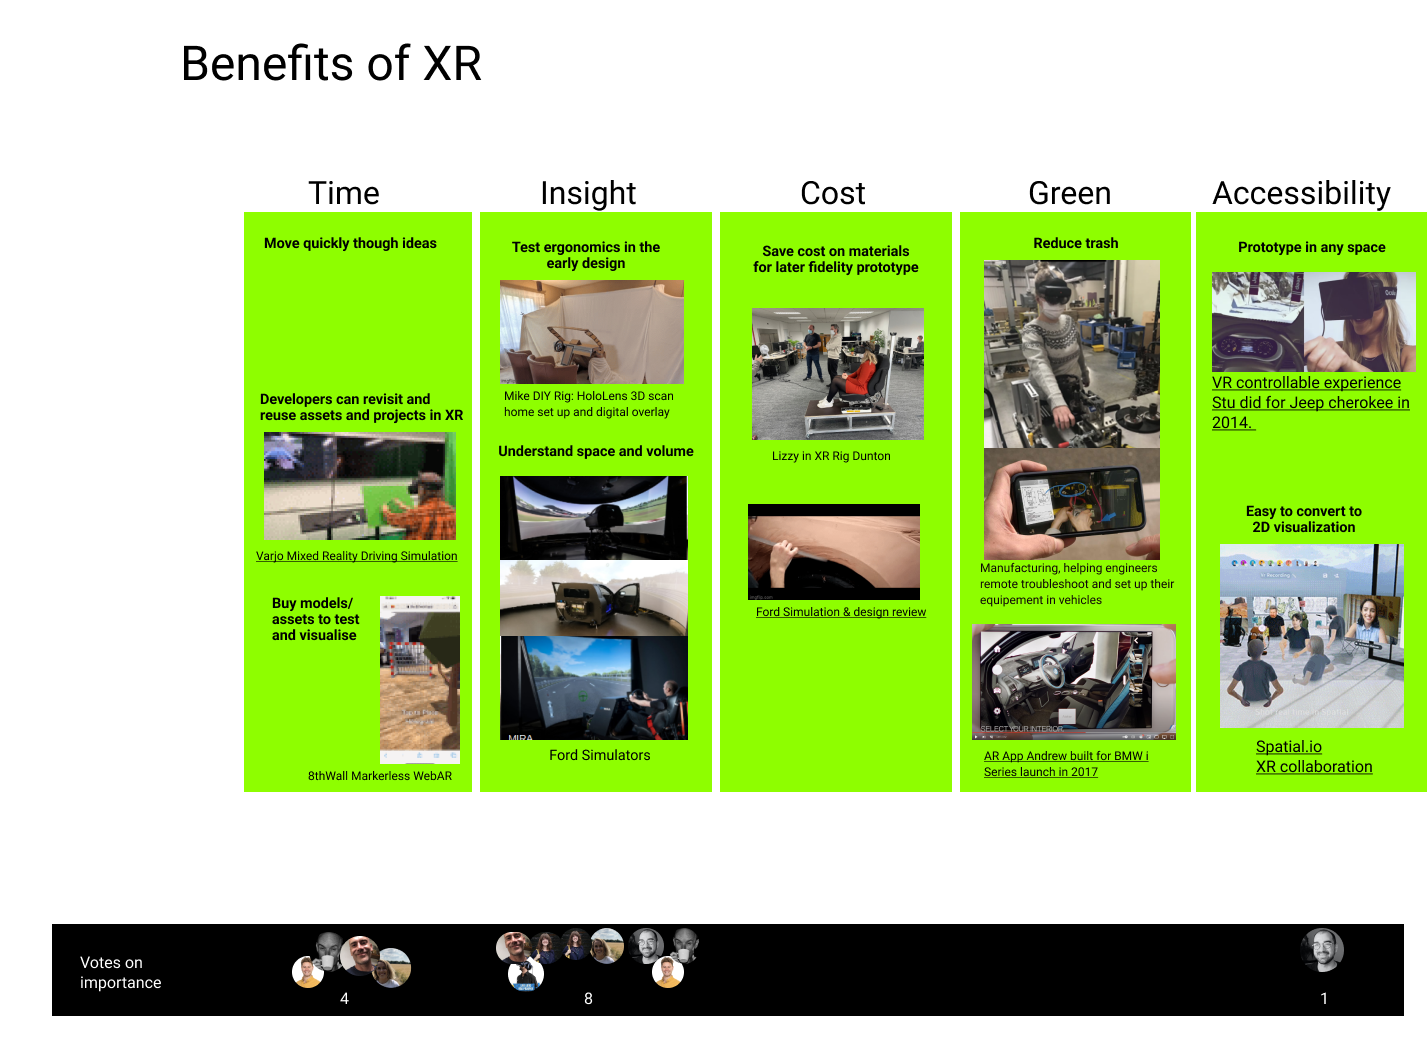 Benefits of XR
Time
Insight
Cost
Green
Accessibility
Move quickly though ideas
Developers can revisit and
reuse assets and projects in XR
Varjo Mixed Reality Driving Simulation
Buy models/
assets to test
and visualise
8thWall Markerless WebAR
Test ergonomics in the
early design
Mike DIY Rig: HoloLens 3D scan
home set up and digital overlay
Understand space and volume
MIRA
Ford Simulators
Save cost on materials
for later fidelity prototype
Lizzy in XR Rig Dunton
imgflip.com
Ford Simulation & design review
Reduce trash
Manufacturing, helping engineers
remote troubleshoot and set up their
equipement in vehicles
SELECT YOUR INTERIOR
AR App Andrew built for BMW i
Series launch in 2017
Prototype in any space
VR controllable experience
Stu did for Jeep cherokee in
2014.
Easy to convert to
2D visualization
Recording
Spatial.io
XR collaboration
Votes on
importance
4
8
1